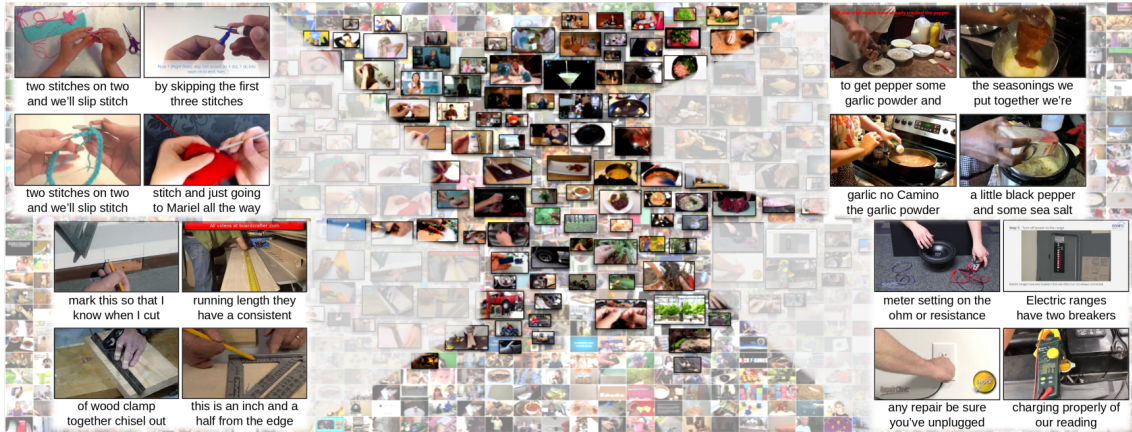 two stitches on two
and we'll slip stitch
by skipping the first
three stitches
two stitches on two
and we'll slip stitch
stitch and just going
to Mariel all the way
to get pepper some
garlic powder and
the seasonings we
put together we're
garlic no Camino
the garlic powder
a little black pepper
and some sea salt
All videos at boardcrafter.com
mark this so that I
know when I cut
running length they
have a consistent
of wood clamp
together chisel out
this is an inch and a
half from the edge
meter setting on the
ohm or resistance
Electric ranges
have two breakers
any repair be sure
you've unplugged
charging properly of
our reading